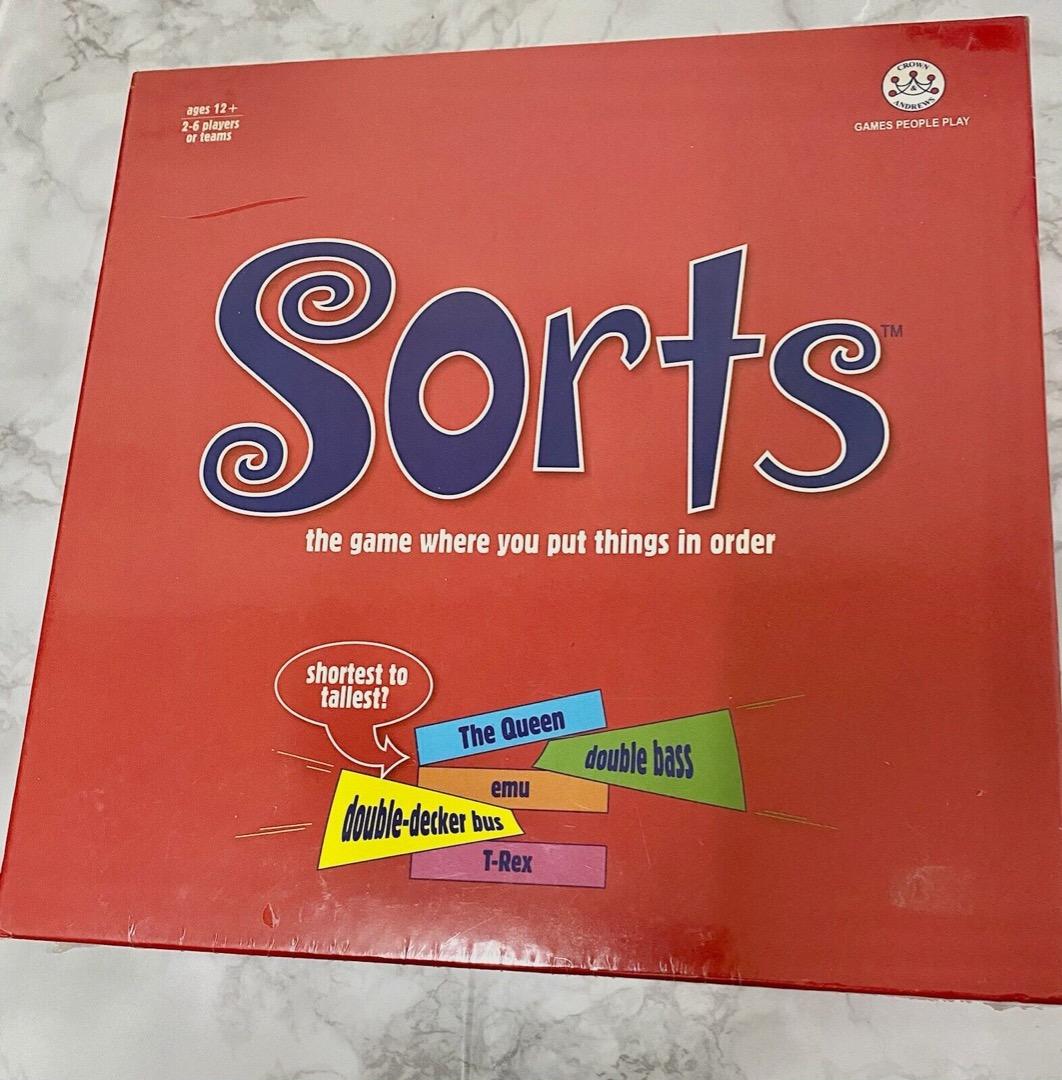 ages 12+
2-6 players
or teams
CROWN
&
ANDREWS
GAMES PEOPLE PLAY
Sorts™
the game where you put things in order
shortest to
tallest?
The Queen
double bass
emu
double-decker bus
T-Rex